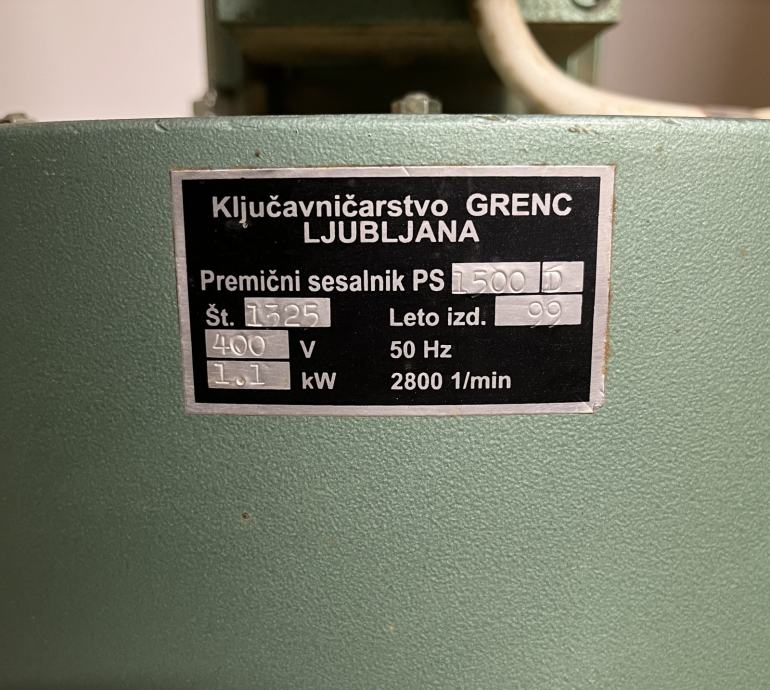 Ključavničarstvo GRENC
LJUBLJANA
Premični sesalnik PS 1500 D
Št. 1325 Leto izd. 99
400 V 50 Hz
1.1 kW 2800 1/min